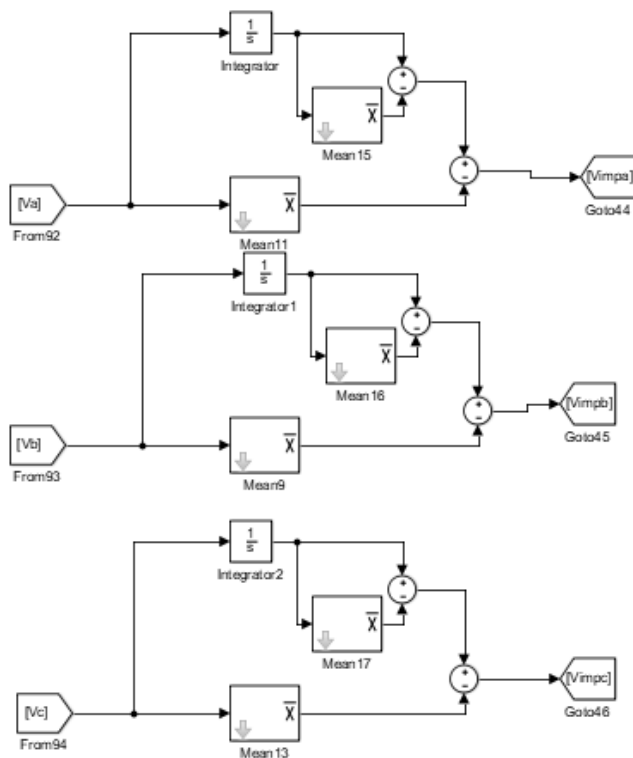 1
s
Integrator
+
−
X
Mean15
+
−
[Va]
From92
X
Mean11
[Vimpa]
Goto44
1
s
Integrator1
+
−
X
Mean16
+
−
[Vb]
From93
X
Mean9
[Vimpb]
Goto45
1
s
Integrator2
+
−
X
Mean17
+
−
[Vc]
From94
X
Mean13
[Vimpc]
Goto46